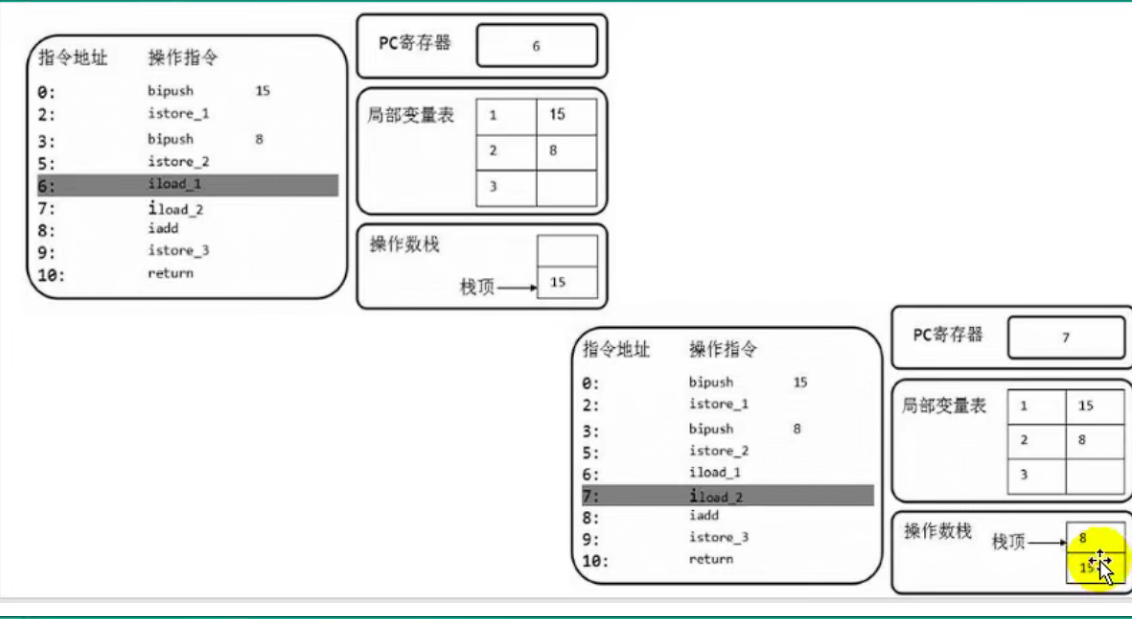 指令地址 操作指令
0: bipush 15
2: istore_1
3: bipush 8
5: istore_2
6: iload_1
7: iload_2
8: iadd
9: istore_3
10: return
PC寄存器 6
局部变量表 1 15
2 8
3
操作数栈
栈顶 15
指令地址 操作指令
0: bipush 15
2: istore_1
3: bipush 8
5: istore_2
6: iload_1
7: iload_2
8: iadd
9: istore_3
10: return
PC寄存器 7
局部变量表 1 15
2 8
3
操作数栈 栈顶 8
15